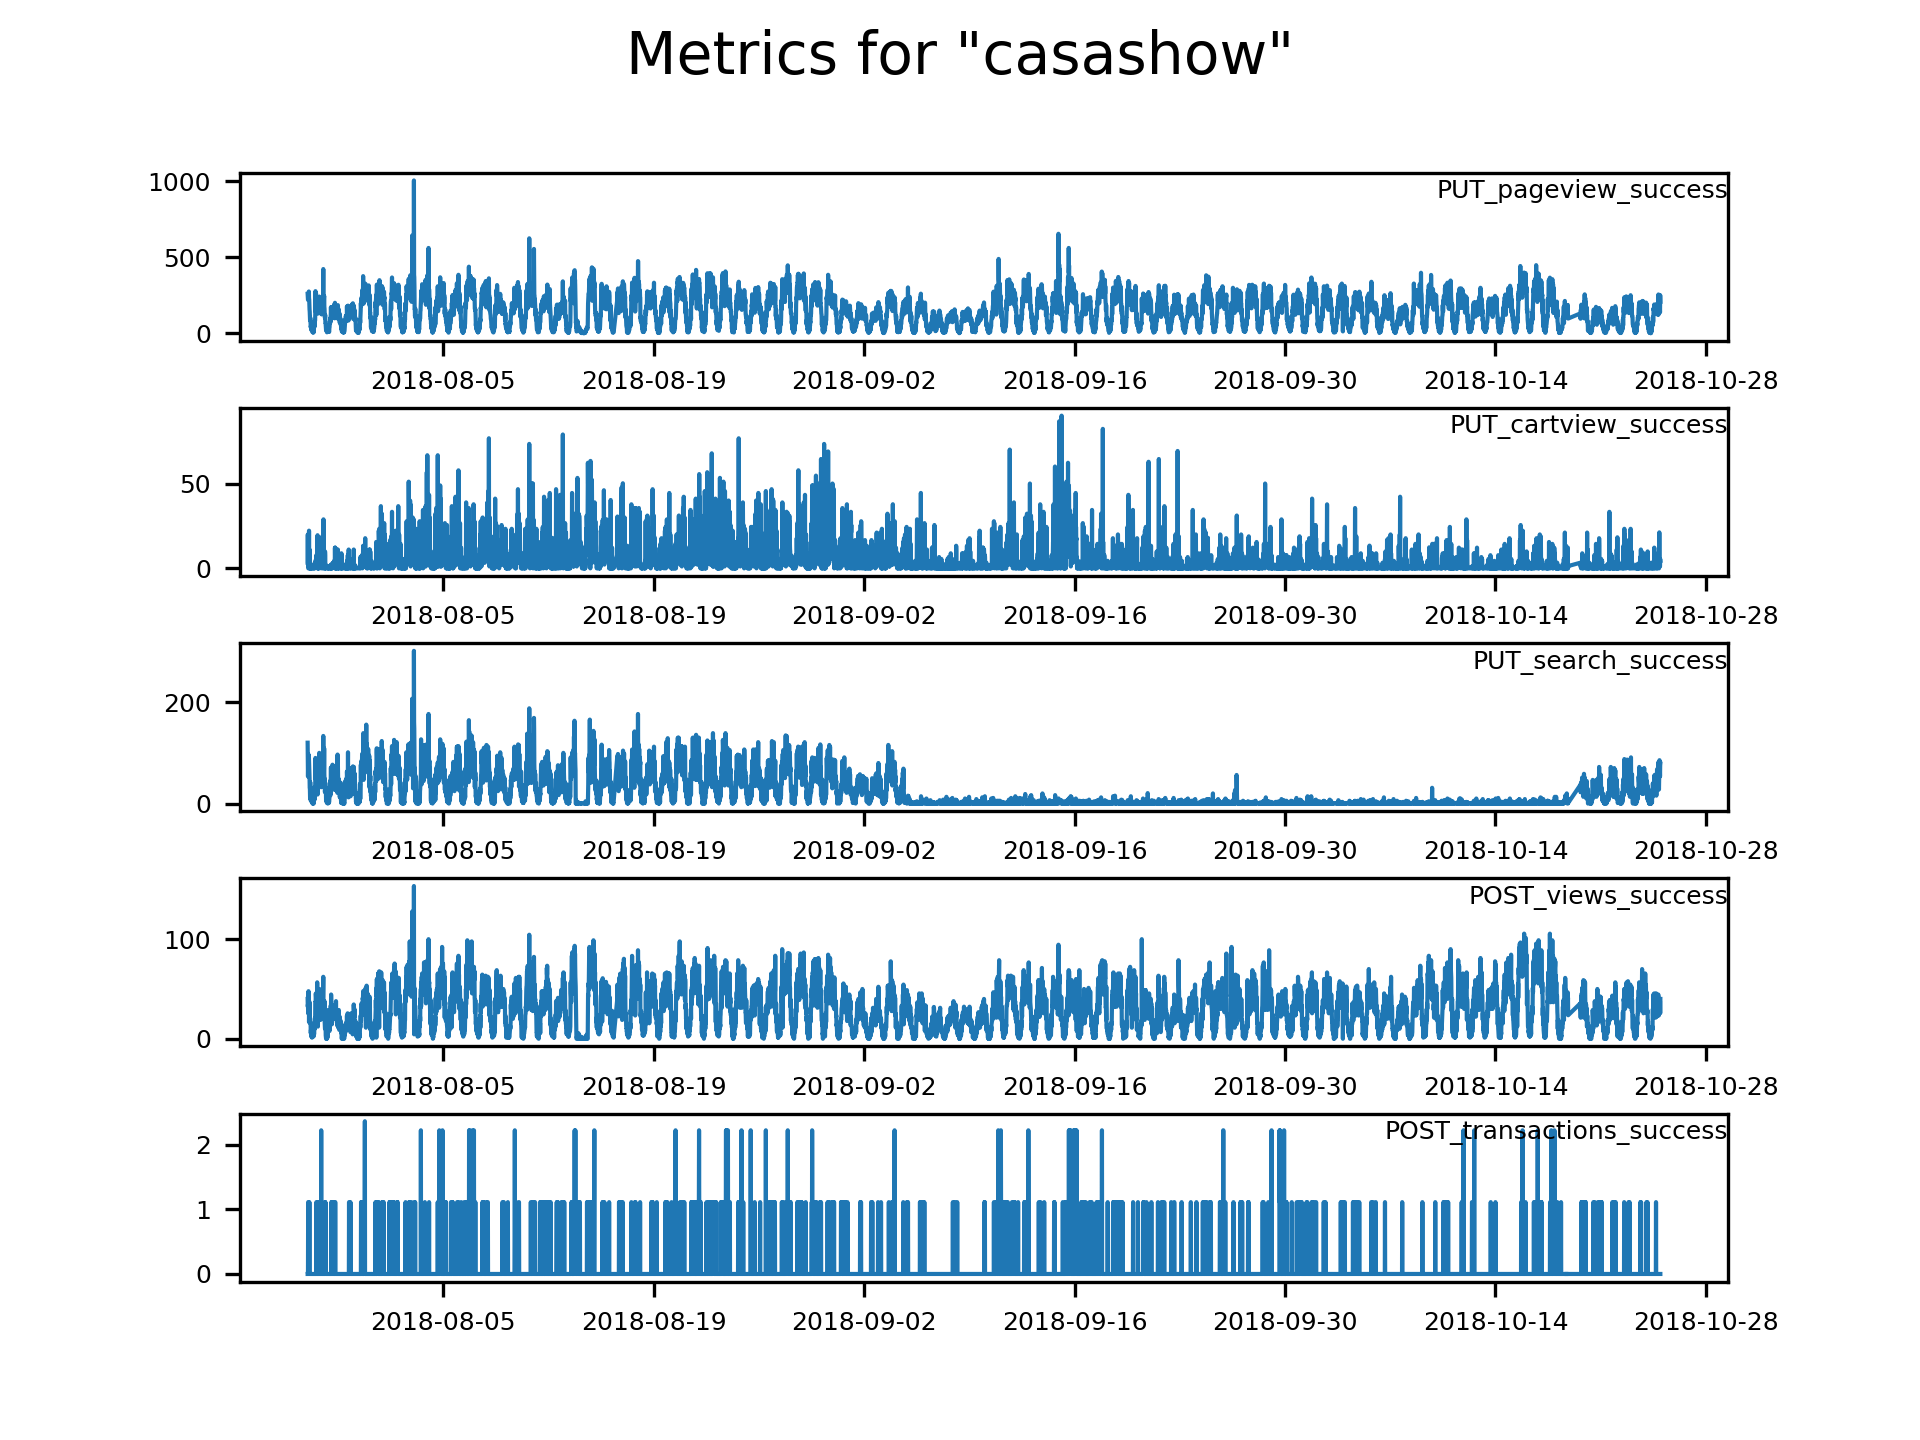 Metrics for "casashow"
1000
500
0
PUT_pageview_success
2018-08-05 2018-08-19 2018-09-02 2018-09-16 2018-09-30 2018-10-14 2018-10-28
50
0
PUT_cartview_success
2018-08-05 2018-08-19 2018-09-02 2018-09-16 2018-09-30 2018-10-14 2018-10-28
200
0
PUT_search_success
2018-08-05 2018-08-19 2018-09-02 2018-09-16 2018-09-30 2018-10-14 2018-10-28
100
0
POST_views_success
2018-08-05 2018-08-19 2018-09-02 2018-09-16 2018-09-30 2018-10-14 2018-10-28
2
1
0
POST_transactions_success
2018-08-05 2018-08-19 2018-09-02 2018-09-16 2018-09-30 2018-10-14 2018-10-28